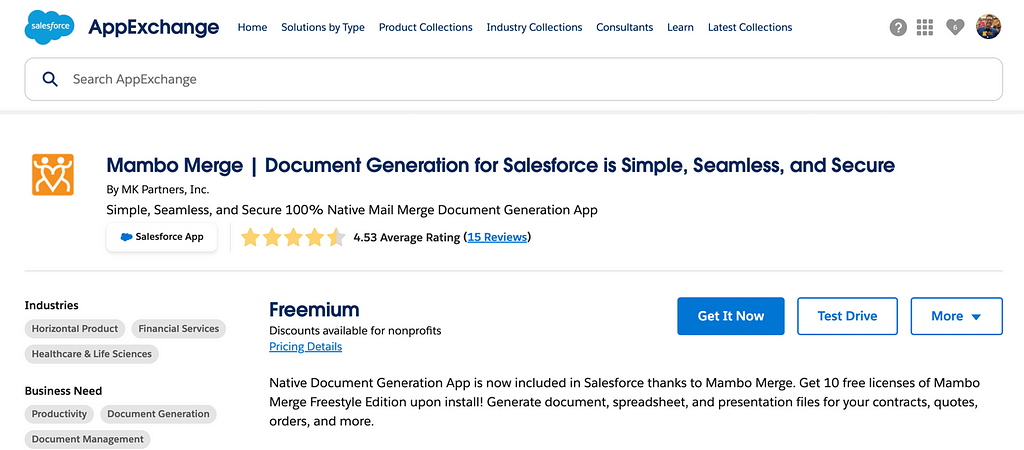 salesforce
AppExchange
Home Solutions by Type Product Collections Industry Collections Consultants Learn Latest Collections
?
6
Search AppExchange
Mambo Merge | Document Generation for Salesforce is Simple, Seamless, and Secure
By MK Partners, Inc.
Simple, Seamless, and Secure 100% Native Mail Merge Document Generation App
Salesforce App
4.53 Average Rating (15 Reviews)
Industries
Horizontal Product Financial Services
Healthcare & Life Sciences
Business Need
Productivity Document Generation
Document Management
Freemium
Discounts available for nonprofits
Pricing Details
Get It Now Test Drive More
Native Document Generation App is now included in Salesforce thanks to Mambo Merge. Get 10 free licenses of Mambo
Merge Freestyle Edition upon install! Generate document, spreadsheet, and presentation files for your contracts, quotes,
orders, and more.